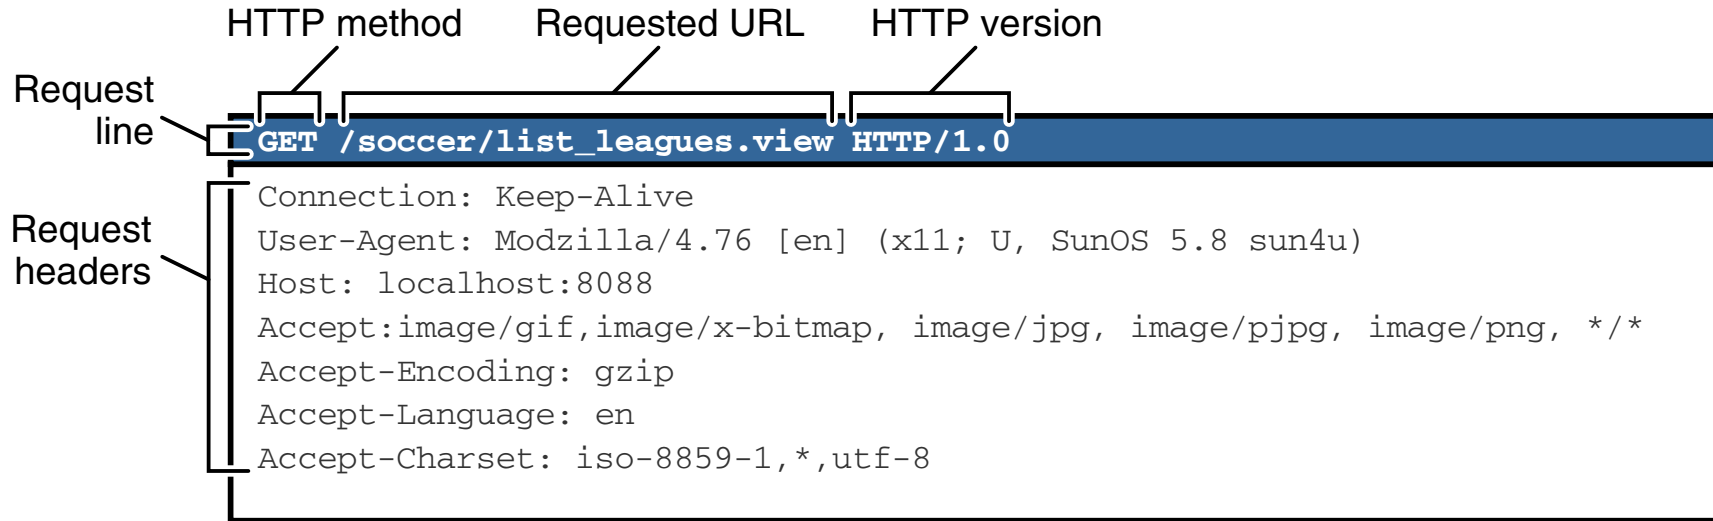 HTTP method Requested URL HTTP version
Request
line
GET /soccer/list_leagues.view HTTP/1.0
Connection: Keep-Alive
User-Agent: Modzilla/4.76 [en] (x11; U, SunOS 5.8 sun4u)
Host: localhost:8088
Accept:image/gif,image/x-bitmap, image/jpg, image/pjpg, image/png, */*
Accept-Encoding: gzip
Accept-Language: en
Accept-Charset: iso-8859-1,*,utf-8
Request
headers